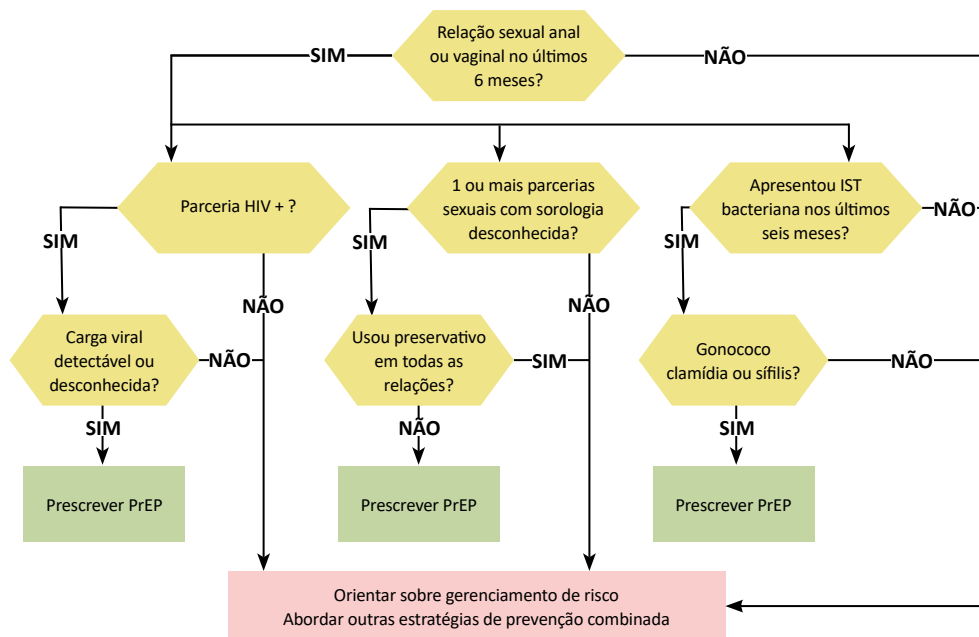 Relação sexual anal
ou vaginal no últimos
6 meses?
SIM
NÃO
Parceria HIV + ?
1 ou mais parcerias
sexuais com sorologia
desconhecida?
Apresentou IST
bacteriana nos últimos
seis meses?
SIM
SIM
SIM
NÃO
NÃO
NÃO
Carga viral
detectável ou
desconhecida?
NÃO
Usou preservativo
em todas as
relações?
SIM
Gonococo
clamídia ou sífilis?
NÃO
SIM
NÃO
SIM
Prescrever PrEP
Prescrever PrEP
Prescrever PrEP
Orientar sobre gerenciamento de risco
Abordar outras estratégias de prevenção combinada